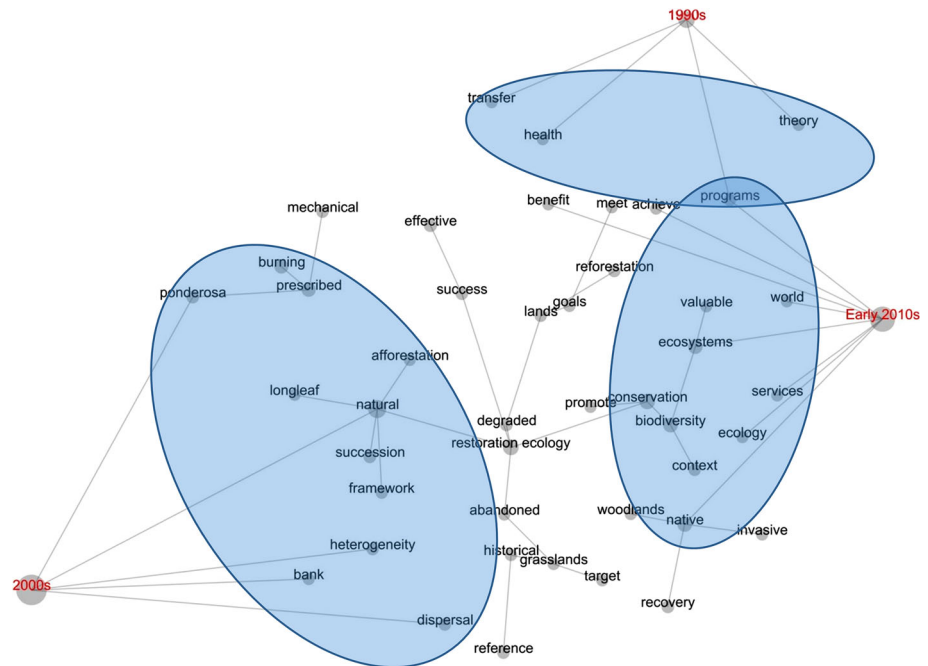 1990s
transfer
theory
health
programs
benefit
meet
achieve
mechanical
effective
burning
reforestation
prescribed
ponderosa
success
valuable
world
goals
lands
Early 2010s
ecosystems
afforestation
longleaf
natural
promote
conservation
services
degraded
biodiversity
restoration ecology
ecology
succession
context
framework
abandoned
woodlands
native
invasive
heterogeneity
historical
grasslands
bank
target
2000s
recovery
dispersal
reference